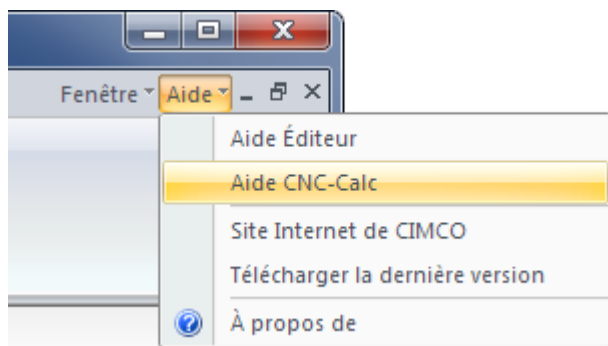 Fenêtre Aide
Aide Éditeur
Aide CNC-Calc
Site Internet de CIMCO
Télécharger la dernière version
À propos de